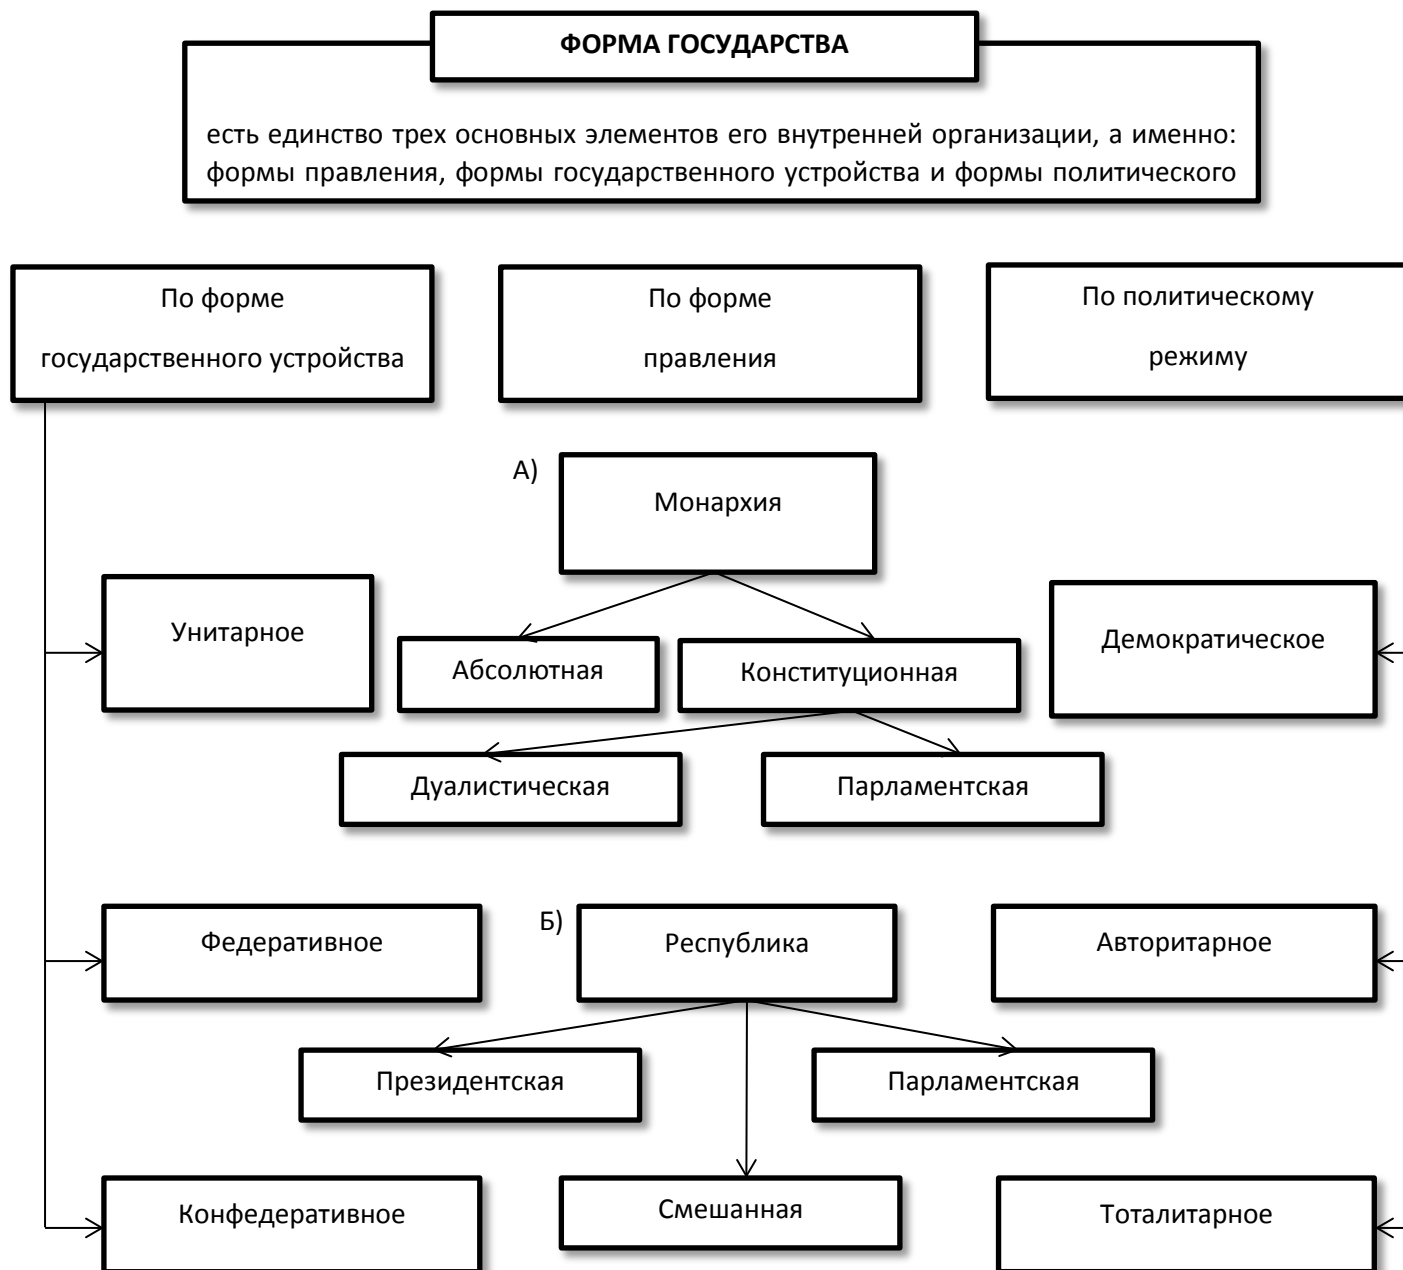 ФОРМА ГОСУДАРСТВА
есть единство трех основных элементов его внутренней организации, а именно:
формы правления, формы государственного устройства и формы политического
По форме
государственного устройства
По форме
правления
По политическому
режиму
А)
Монархия
Унитарное
Абсолютная
Конституционная
Демократическое
Дуалистическая
Парламентская
Федеративное
Б)
Республика
Авторитарное
Президентская
Парламентская
Конфедеративное
Смешанная
Тоталитарное